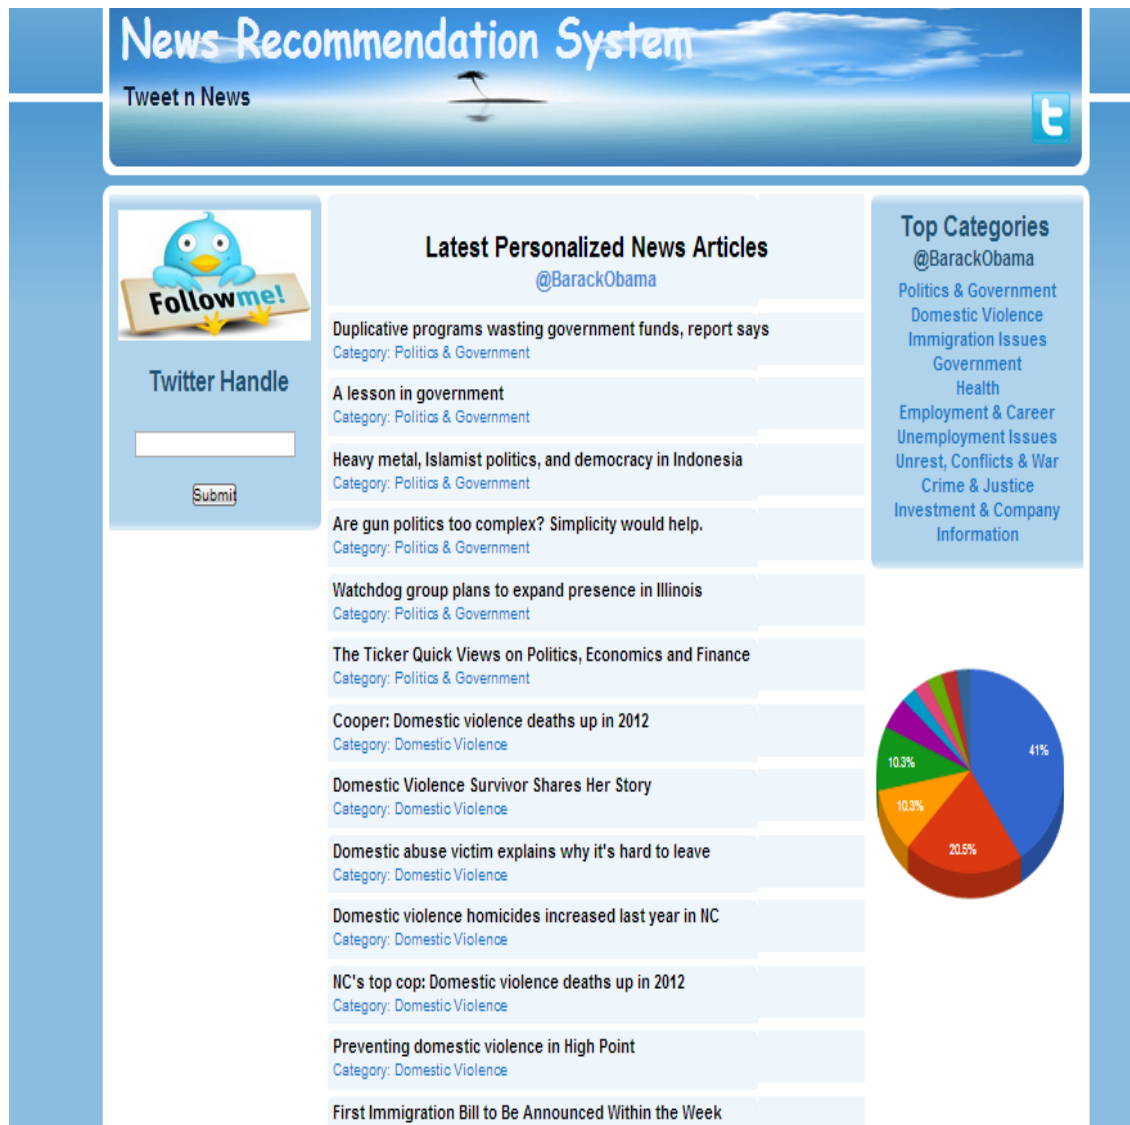 News Recommendation System
Tweet n News
t
Followme!
Twitter Handle
Submit
Latest Personalized News Articles
@BarackObama
Duplicative programs wasting government funds, report says
Category: Politics & Government
A lesson in government
Category: Politics & Government
Heavy metal, Islamist politics, and democracy in Indonesia
Category: Politics & Government
Are gun politics too complex? Simplicity would help.
Category: Politics & Government
Watchdog group plans to expand presence in Illinois
Category: Politics & Government
The Ticker Quick Views on Politics, Economics and Finance
Category: Politics & Government
Cooper: Domestic violence deaths up in 2012
Category: Domestic Violence
Domestic Violence Survivor Shares Her Story
Category: Domestic Violence
Domestic abuse victim explains why it's hard to leave
Category: Domestic Violence
Domestic violence homicides increased last year in NC
Category: Domestic Violence
NC's top cop: Domestic violence deaths up in 2012
Category: Domestic Violence
Preventing domestic violence in High Point
Category: Domestic Violence
First Immigration Bill to Be Announced Within the Week
Top Categories
@BarackObama
Politics & Government
Domestic Violence
Immigration Issues
Government
Health
Employment & Career
Unemployment Issues
Unrest, Conflicts & War
Crime & Justice
Investment & Company
Information
41%
10.3%
10.3%
20.5%